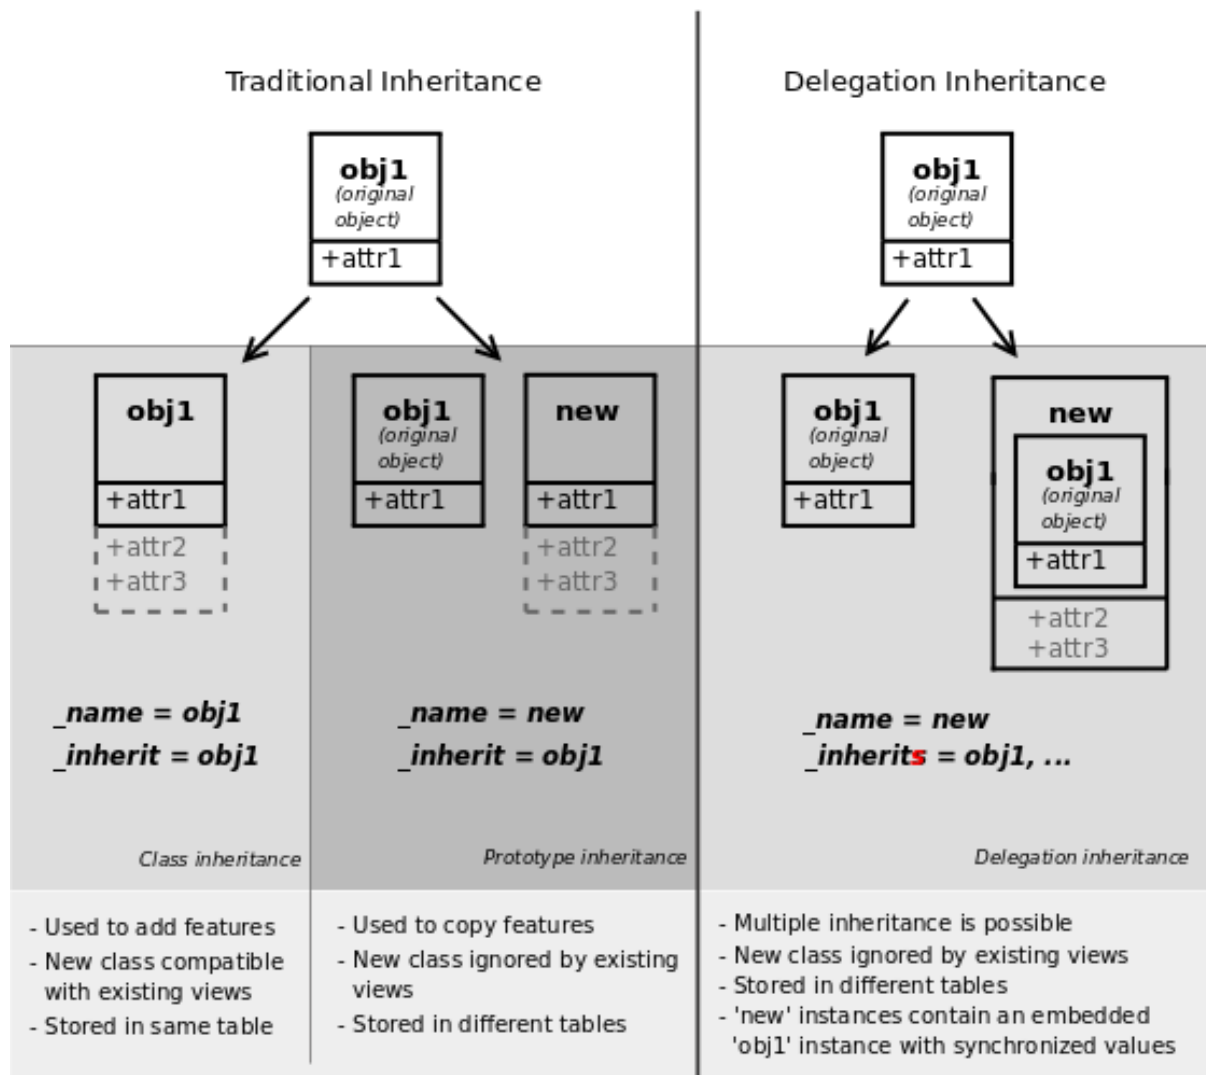 Traditional Inheritance
obj1
(original
object)
+attr1
obj1
+attr1
+attr2
+attr3
_name = obj1
_inherit = obj1
Class inheritance
- Used to add features
- New class compatible
with existing views
- Stored in same table
obj1
(original
object)
+attr1
new
+attr1
+attr2
+attr3
_name = new
_inherit = obj1
Prototype inheritance
- Used to copy features
- New class ignored by existing
views
- Stored in different tables
Delegation Inheritance
obj1
(original
object)
+attr1
obj1
(original
object)
+attr1
new
obj1
(original
object)
+attr1
+attr2
+attr3
_name = new
_inherits = obj1, ...
Delegation inheritance
- Multiple inheritance is possible
- New class ignored by existing views
- Stored in different tables
- 'new' instances contain an embedded
'obj1' instance with synchronized values